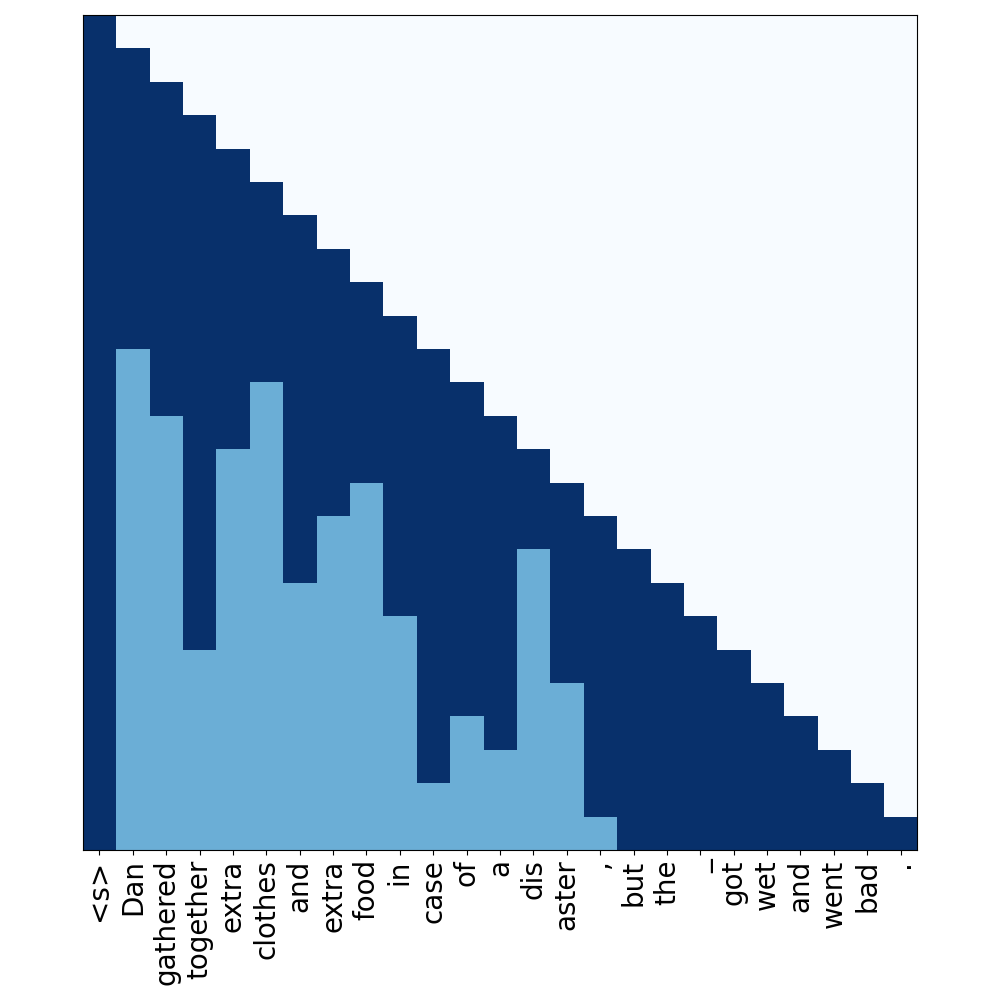 <s>
Dan
gathered
together
extra
clothes
and
extra
food
in
case
of
a
dis
aster
,
but
the
_
got
wet
and
went
bad
.